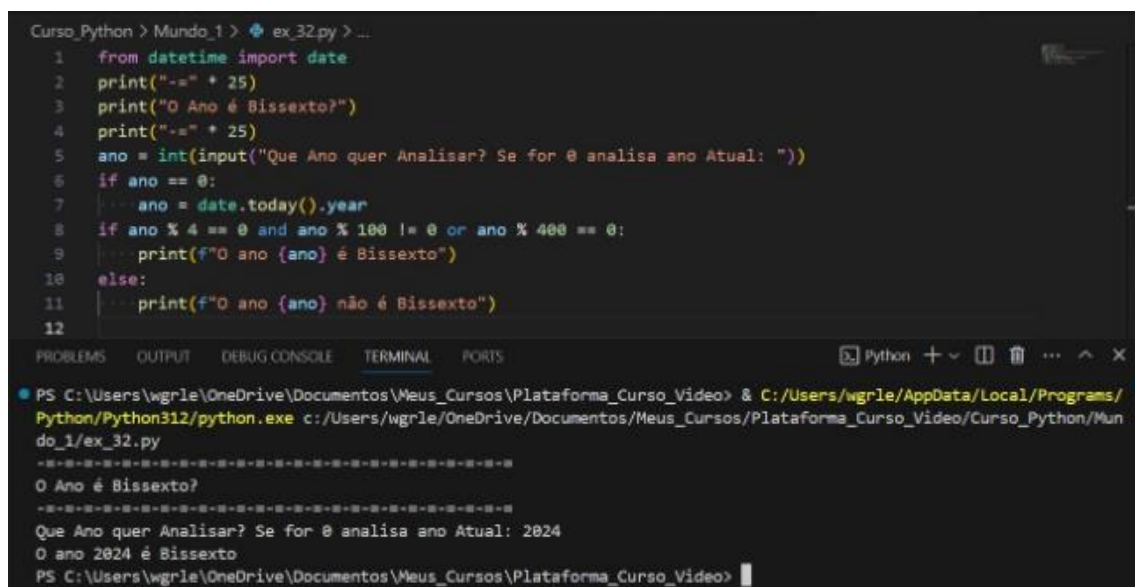 Curso_Python > Mundo_1 > ex_32.py > ...
1 from datetime import date
2 print("-=" * 25)
3 print("O Ano é Bissexto?")
4 print("-=" * 25)
5 ano = int(input("Que Ano quer Analisar? Se for 0 analisa ano Atual: "))
6 if ano == 0:
7     ano = date.today().year
8 if ano % 4 == 0 and ano % 100 != 0 or ano % 400 == 0:
9     print(f"O ano {ano} é Bissexto")
10 else:
11     print(f"O ano {ano} não é Bissexto")
12
PROBLEMS OUTPUT DEBUG CONSOLE TERMINAL PORTS Python
PS C:\Users\wgrle\OneDrive\Documentos\Meus_Cursos\Plataforma_Curso_Video> & C:/Users/wgrle/AppData/Local/Programs/
Python/Python312/python.exe c:/Users/wgrle/OneDrive/Documentos/Meus_Cursos/Plataforma_Curso_Video/Curso_Python/Mun
do_1/ex_32.py
-=-=-=-=-=-=-=-=-=-=-=-=-=-=-=-=-=-=-=-=-=-=-=-=-=
O Ano é Bissexto?
-=-=-=-=-=-=-=-=-=-=-=-=-=-=-=-=-=-=-=-=-=-=-=-=-=
Que Ano quer Analisar? Se for 0 analisa ano Atual: 2024
O ano 2024 é Bissexto
PS C:\Users\wgrle\OneDrive\Documentos\Meus_Cursos\Plataforma_Curso_Video>